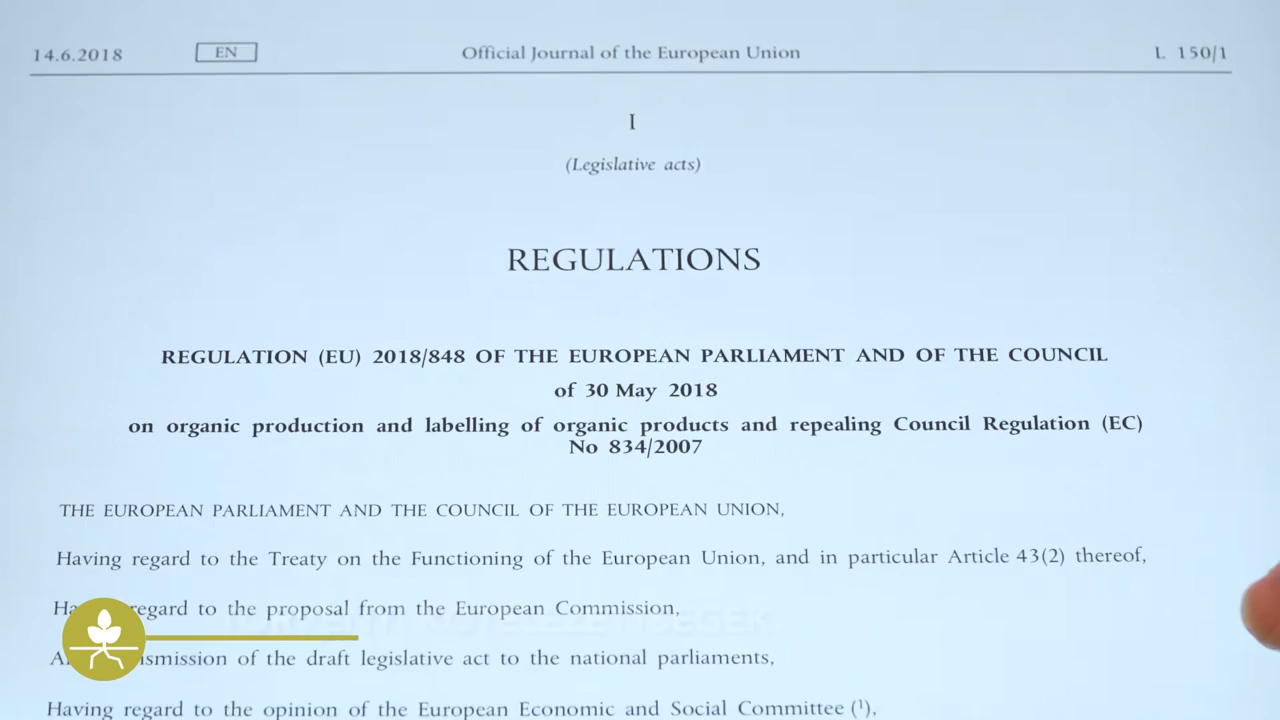 14.6.2018 EN Official Journal of the European Union L 150/1
I
(Legislative acts)
REGULATIONS
REGULATION (EU) 2018/848 OF THE EUROPEAN PARLIAMENT AND OF THE COUNCIL
of 30 May 2018
on organic production and labelling of organic products and repealing Council Regulation (EC)
No 834/2007
THE EUROPEAN PARLIAMENT AND THE COUNCIL OF THE EUROPEAN UNION,
Having regard to the Treaty on the Functioning of the European Union, and in particular Article 43(2) thereof,
regard to the proposal from the European Commission,
of the draft legislative act to the national parliaments,
Having regard to the opinion of the European Economic and Social Committee (¹),